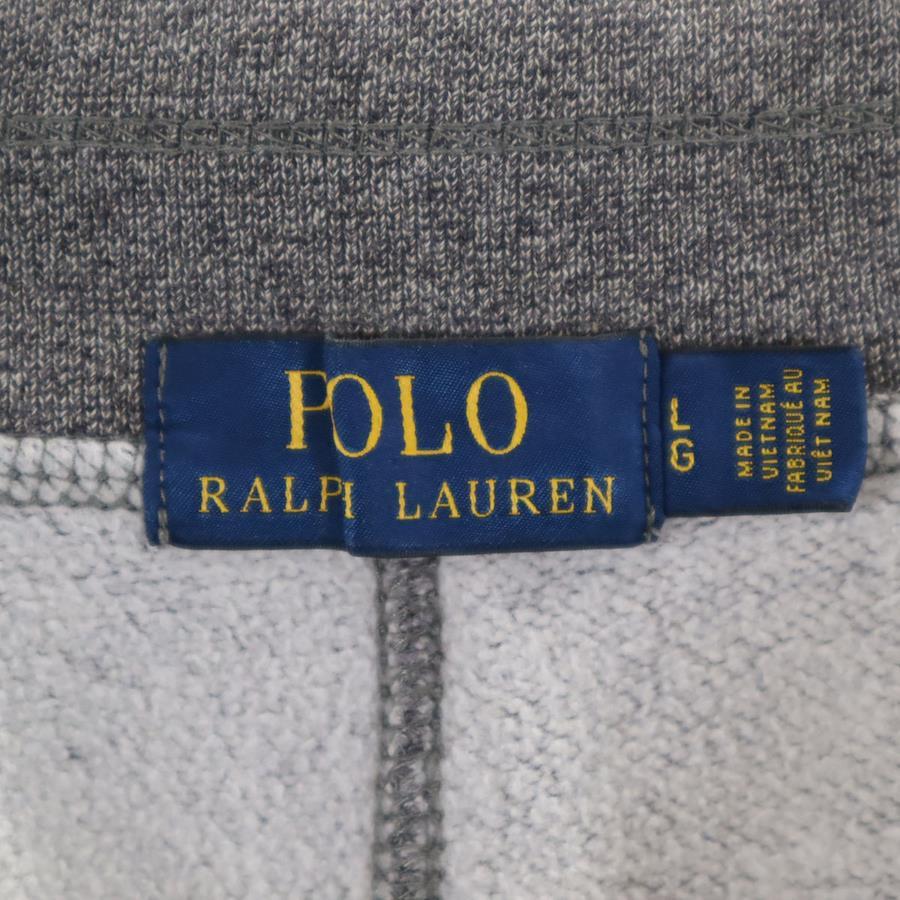 POLO
RALPH LAUREN
L
G
MADE IN
VIETNAM
FABRIQUÉ AU
VIÊT NAM